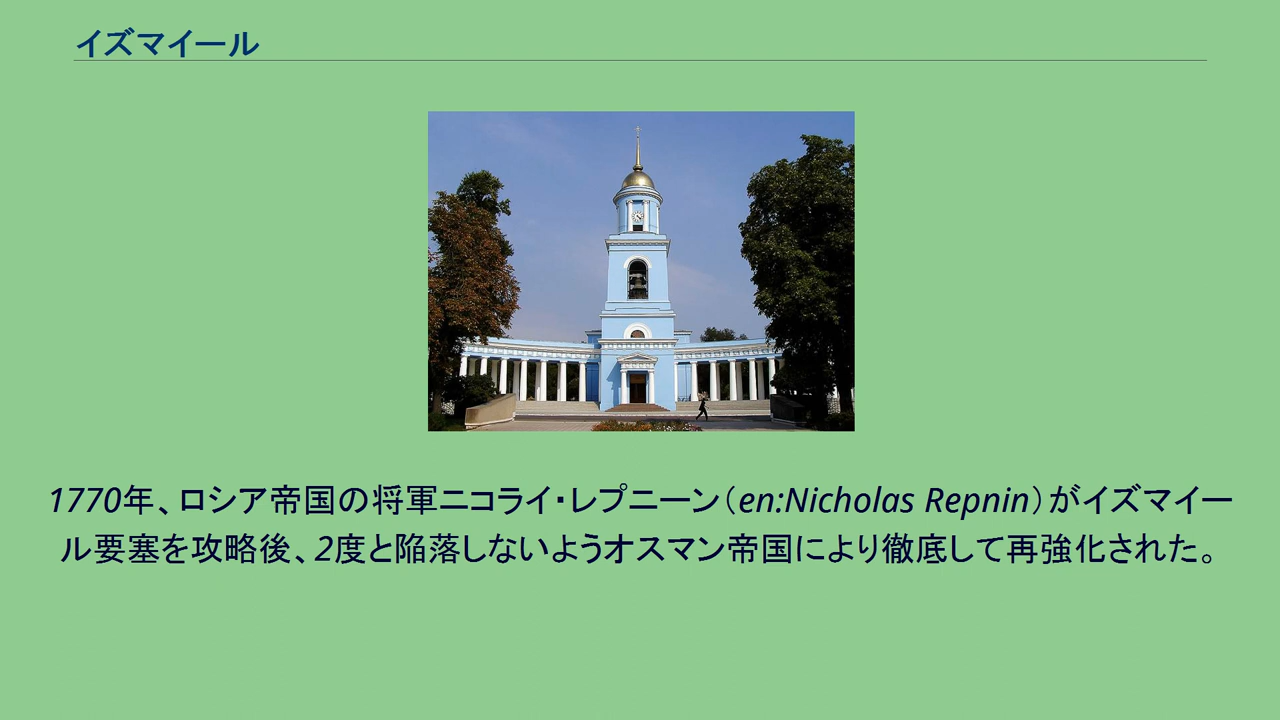 イズマイール
1770年、ロシア帝国の将軍ニコライ・レプニーン（en:Nicholas Repnin）がイズマイー
ル要塞を攻略後、2度と陥落しないようオスマン帝国により徹底して再強化された。